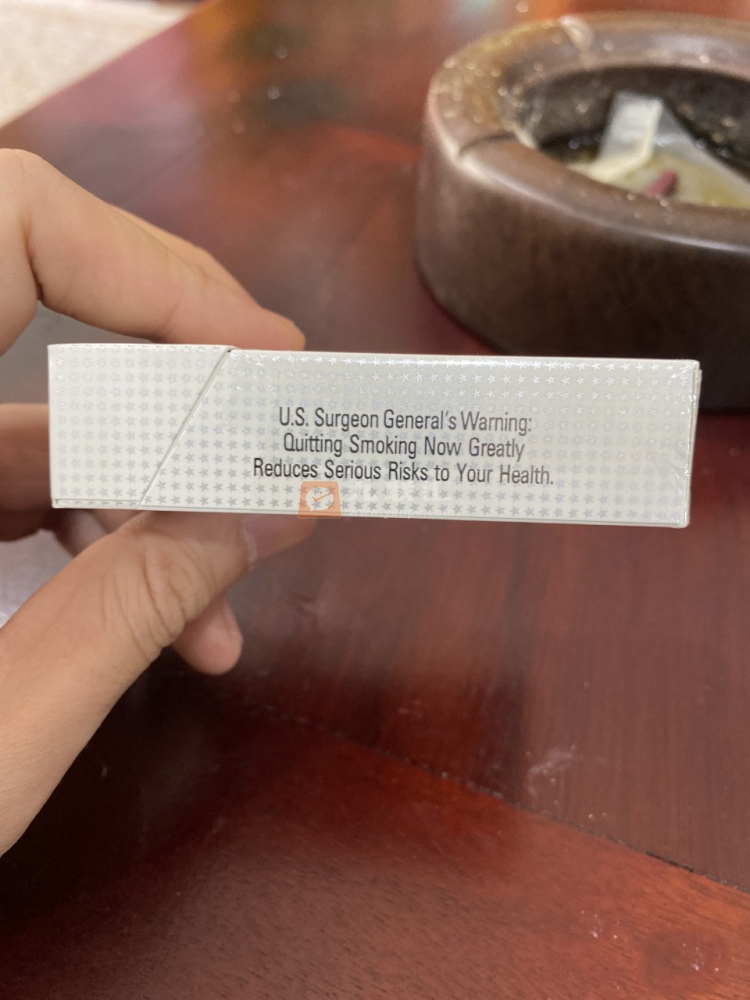 U.S. Surgeon General's Warning:
Quitting Smoking Now Greatly
Reduces Serious Risks to Your Health.